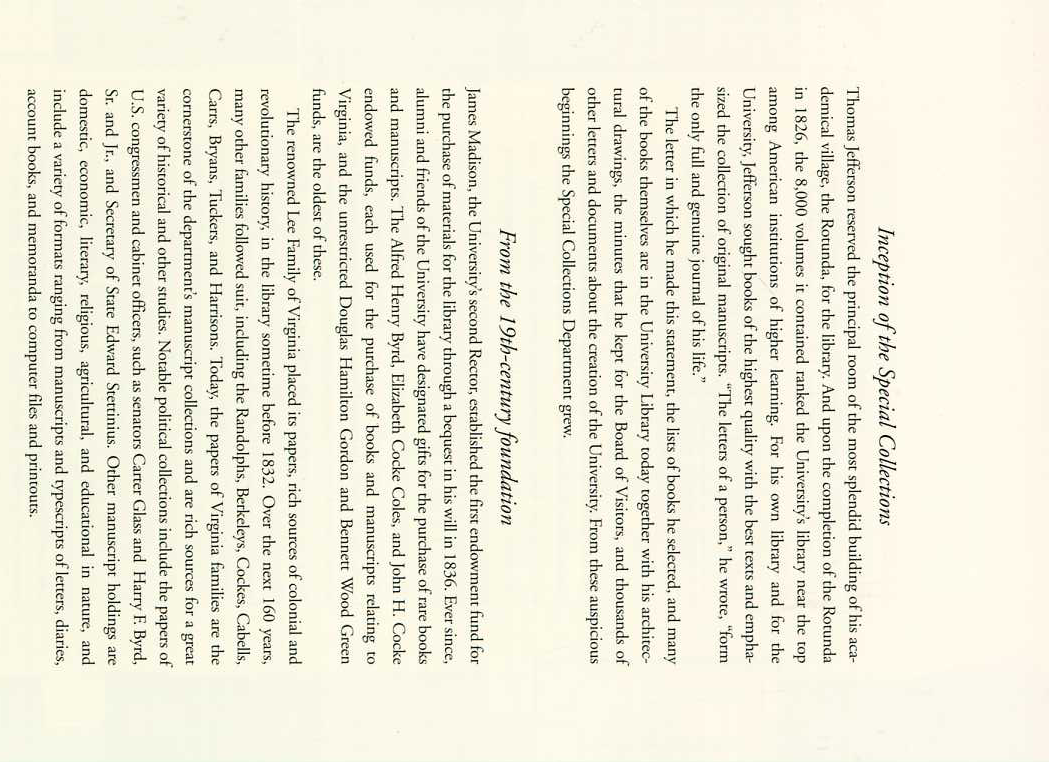 Inception of the Special Collections
Thomas Jefferson reserved the principal room of the most splendid building of his aca-
demical village, the Rotunda, for the library. And upon the completion of the Rotunda
in 1826, the 8,000 volumes it contained ranked the University's library near the top
among American institutions of higher learning. For his own library and for the
University, Jefferson sought books of the highest quality with the best texts and empha-
sized the collection of original manuscripts. "The letters of a person," he wrote, "form
the only full and genuine journal of his life."
The letter in which he made this statement, the lists of books he selected, and many
of the books themselves are in the University Library today together with his architec-
tural drawings, the minutes that he kept for the Board of Visitors, and thousands of
other letters and documents about the creation of the University. From these auspicious
beginnings the Special Collections Department grew.
From the 19th-century foundation
James Madison, the University's second Rector, established the first endowment fund for
the purchase of materials for the library through a bequest in his will in 1836. Ever since,
alumni and friends of the University have designated gifts for the purchase of rare books
and manuscripts. The Alfred Henry Byrd, Elizabeth Cocke Coles, and John H. Cocke
endowed funds, each used for the purchase of books and manuscripts relating to
Virginia, and the unrestricted Douglas Hamilton Gordon and Bennett Wood Green
funds, are the oldest of these.
The renowned Lee Family of Virginia placed its papers, rich sources of colonial and
revolutionary history, in the library sometime before 1832. Over the next 160 years,
many other families followed suit, including the Randolphs, Berkeleys, Cockes, Cabells,
Carrs, Bryans, Tuckers, and Harrisons. Today, the papers of Virginia families are the
cornerstone of the department's manuscript collections and are rich sources for a great
variety of historical and other studies. Notable political collections include the papers of
U.S. congressmen and cabinet officers, such as senators Carter Glass and Harry F. Byrd,
Sr. and Jr., and Secretary of State Edward Stettinius. Other manuscript holdings are
domestic, economic, literary, religious, agricultural, and educational in nature, and
include a variety of formats ranging from manuscripts and typescripts of letters, diaries,
account books, and memoranda to computer files and printouts.